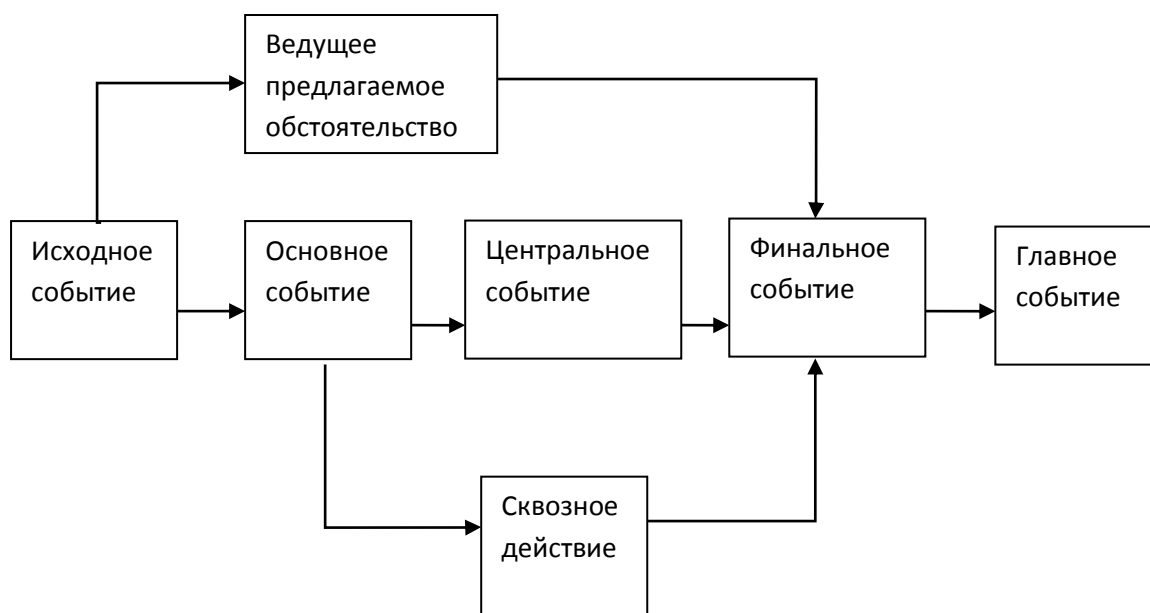 Ведущее
предлагаемое
обстоятельство
Исходное
событие
Основное
событие
Центральное
событие
Финальное
событие
Главное
событие
Сквозное
действие